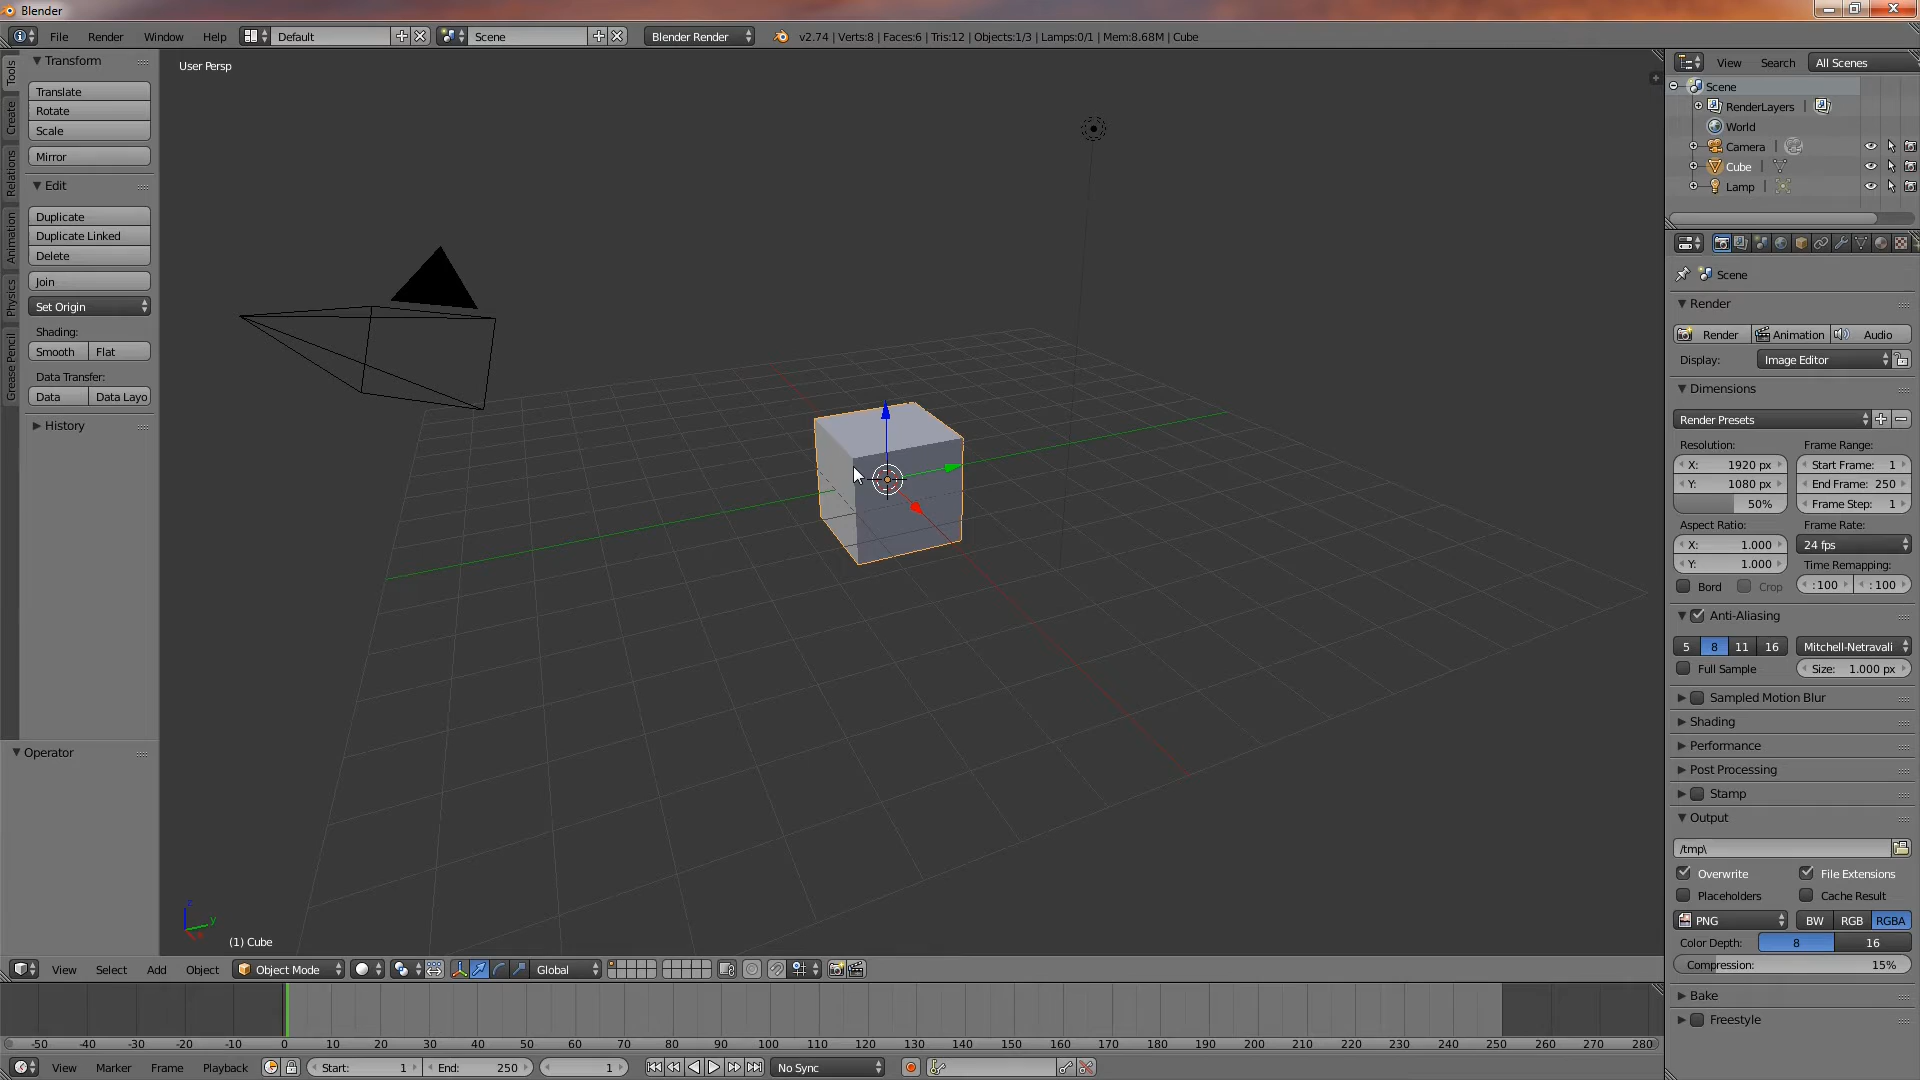 Blender
File Render Window Help Default Scene Blender Render v2.74 | Verts:8 | Faces:6 | Tris:12 | Objects:1/3 | Lamps:0/1 | Mem:8.68M | Cube
Tools
Create
Relations
Animation
Physics
Grease Pencil
Transform
Translate
Rotate
Scale
Mirror
Edit
Duplicate
Duplicate Linked
Delete
Join
Set Origin
Shading:
Smooth Flat
Data Transfer:
Data Data Layo
History
Operator
User Persp
z
y
(1) Cube
View Select Add Object Object Mode Global
-50 -40 -30 -20 -10 0 10 20 30 40 50 60 70 80 90 100 110 120 130 140 150 160 170 180 190 200 210 220 230 240 250 260 270 280
View Marker Frame Playback Start: 1 End: 250 1 No Sync
View Search All Scenes
Scene
RenderLayers |
World
Camera |
Cube |
Lamp |
Scene
Render
Render Animation Audio
Display: Image Editor
Dimensions
Render Presets
Resolution: Frame Range:
X: 1920 px Start Frame: 1
Y: 1080 px End Frame: 250
50% Frame Step: 1
Aspect Ratio: Frame Rate:
X: 1.000 24 fps
Y: 1.000 Time Remapping:
Bord Crop :100 :100
Anti-Aliasing
5 8 11 16 Mitchell-Netravali
Full Sample Size: 1.000 px
Sampled Motion Blur
Shading
Performance
Post Processing
Stamp
Output
/tmp\
Overwrite File Extensions
Placeholders Cache Result
PNG BW RGB RGBA
Color Depth: 8 16
Compression: 15%
Bake
Freestyle